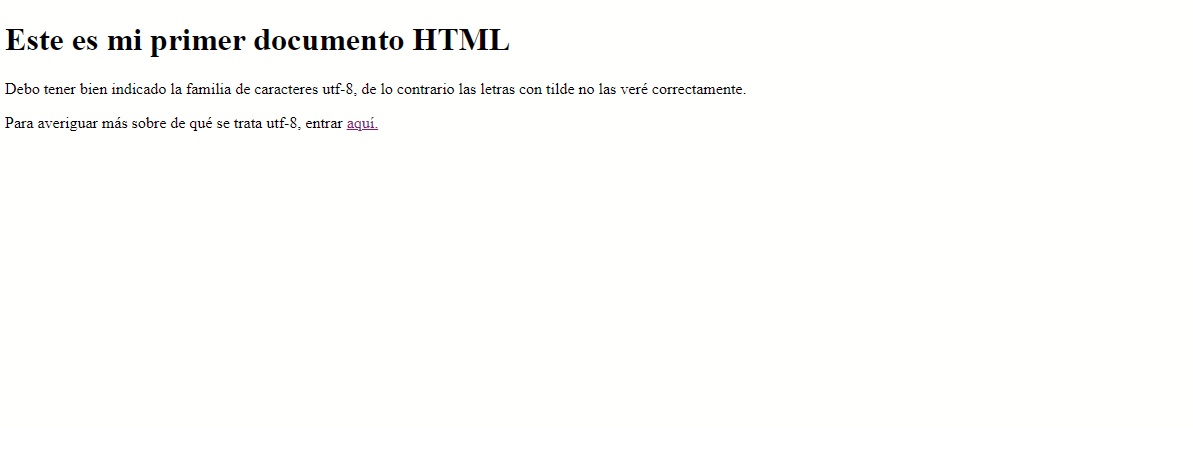 Este es mi primer documento HTML
Debo tener bien indicado la familia de caracteres utf-8, de lo contrario las letras con tilde no las veré correctamente.
Para averiguar más sobre de qué se trata utf-8, entrar aquí.